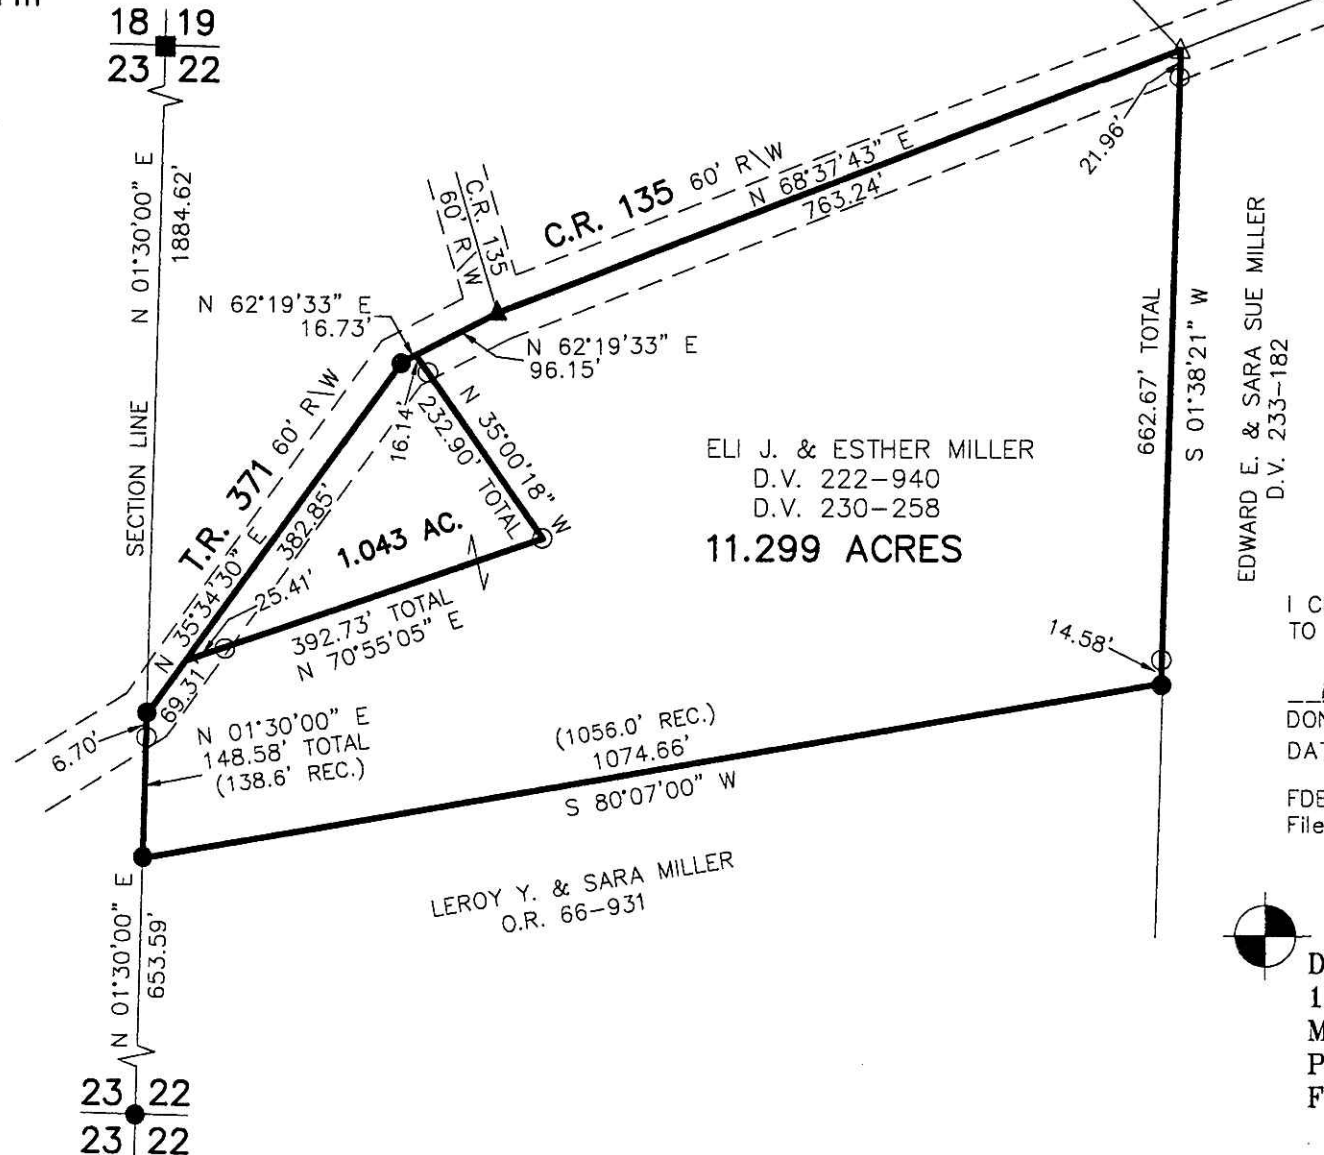 18 19
23 22
N 01°30'00" E
1884.62'
SECTION LINE
C.R. 135
60' R\W
C.R. 135 60' R\W
N 68°37'43" E
763.24'
21.96'
N 62°19'33" E
16.73'
N 62°19'33" E
96.15'
T.R. 371 60' R\W
N 35°34'30" E
382.85'
16.14'
232.90' TOTAL
N 35°00'18" W
1.043 AC.
25.41'
392.73' TOTAL
N 70°55'05" E
69.31'
6.70'
N 01°30'00" E
148.58' TOTAL
(138.6' REC.)
ELI J. & ESTHER MILLER
D.V. 222-940
D.V. 230-258
11.299 ACRES
662.67' TOTAL
S 01°38'21" W
EDWARD E. & SARA SUE MILLER
D.V. 233-182
14.58'
(1056.0' REC.)
1074.66'
S 80°07'00" W
LEROY Y. & SARA MILLER
O.R. 66-931
N 01°30'00" E
653.59'
23 22
23 22
I C
TO
DON
DAT
FDE
File
D
1
M
P
F